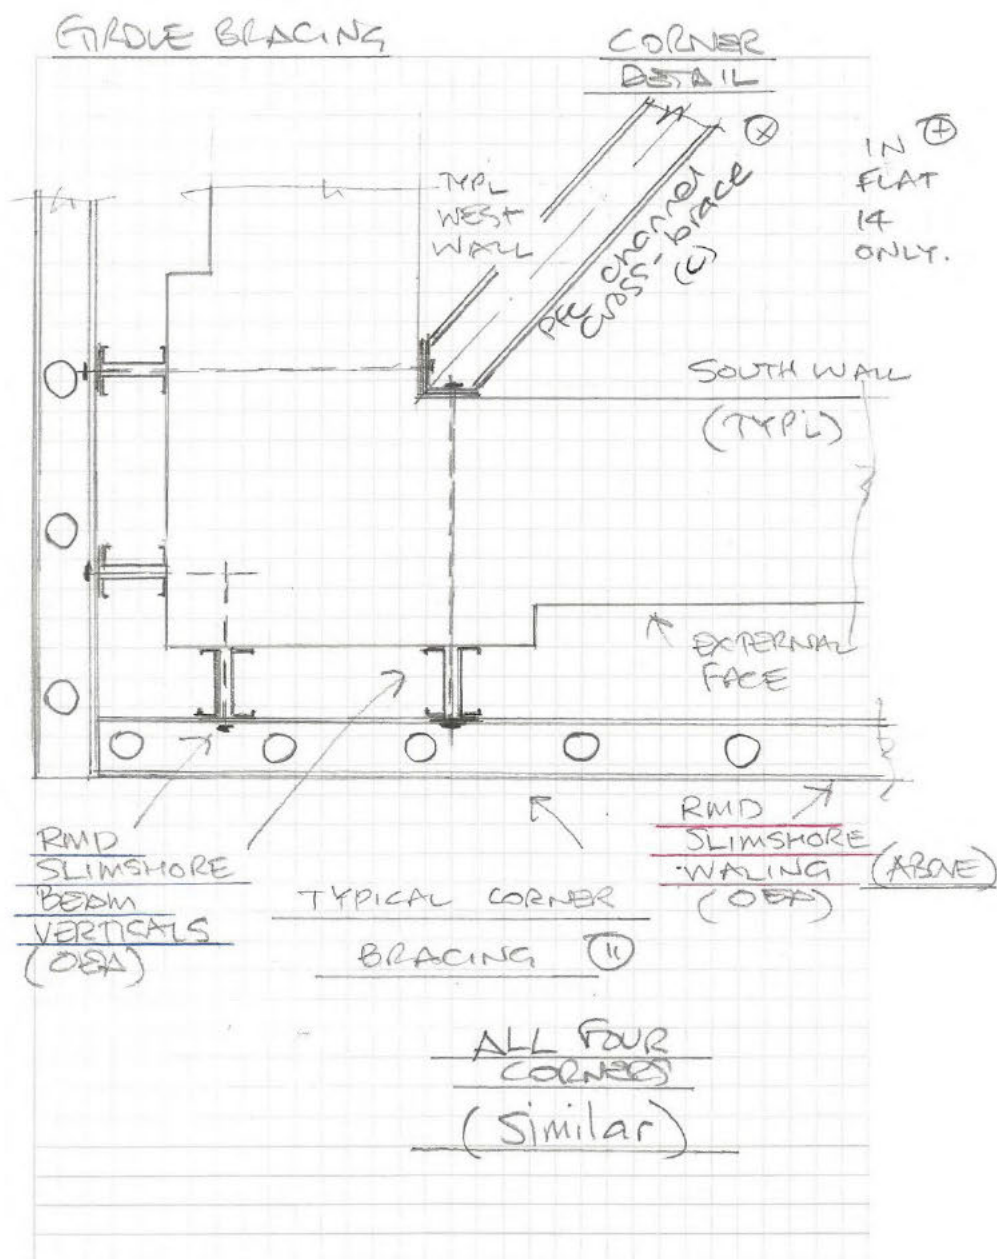 GIRDLE BRACING
CORNER
DETAIL
TYPL
WEST
WALL
PFC channel
cross-brace
(C)
IN
FLAT
14
ONLY.
SOUTH WALL
(TYPL)
EXTERNAL
FACE
RMD
SLIMSHORE
BEAM
VERTICALS
(OEA)
TYPICAL CORNER
BRACING
RMD
SLIMSHORE
WALING
(OEA)
(ABOVE)
ALL FOUR
CORNERS
(Similar)